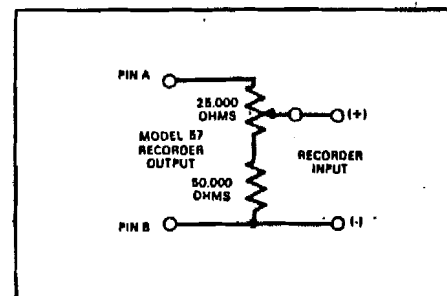 PIN A
25.000
OHMS
(+)
MODEL 57
RECORDER
OUTPUT
RECORDER
INPUT
50.000
OHMS
PIN B
(-)